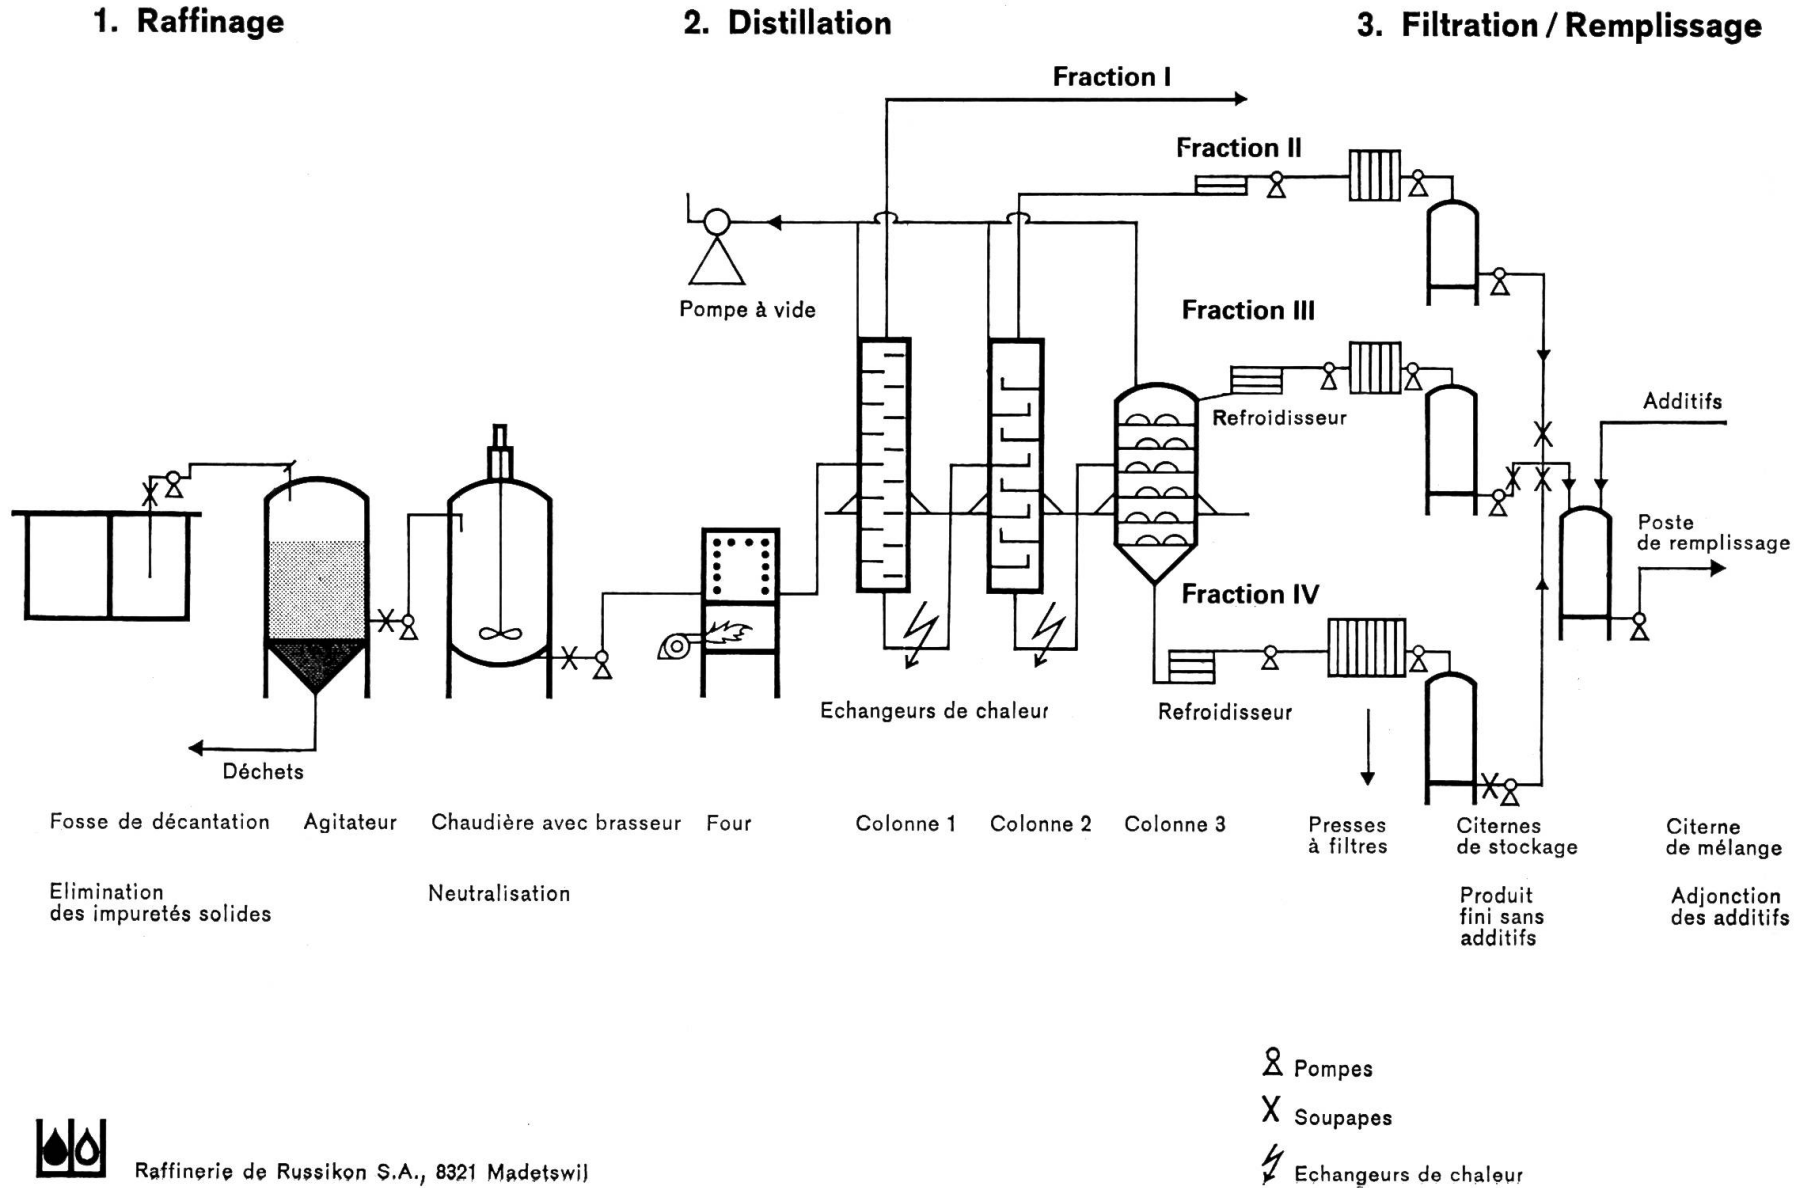 1. Raffinage
2. Distillation
3. Filtration / Remplissage
Fraction I
Fraction II
Pompe à vide
Fraction III
Refroidisseur
Additifs
Poste
de remplissage
Fraction IV
Echangeurs de chaleur
Refroidisseur
Déchets
Fosse de décantation
Agitateur
Chaudière avec brasseur
Four
Colonne 1
Colonne 2
Colonne 3
Presses
à filtres
Citernes
de stockage
Citerne
de mélange
Elimination
des impuretés solides
Neutralisation
Produit
fini sans
additifs
Adjonction
des additifs
Pompes
Soupapes
Echangeurs de chaleur
Raffinerie de Russikon S.A., 8321 Madetswil